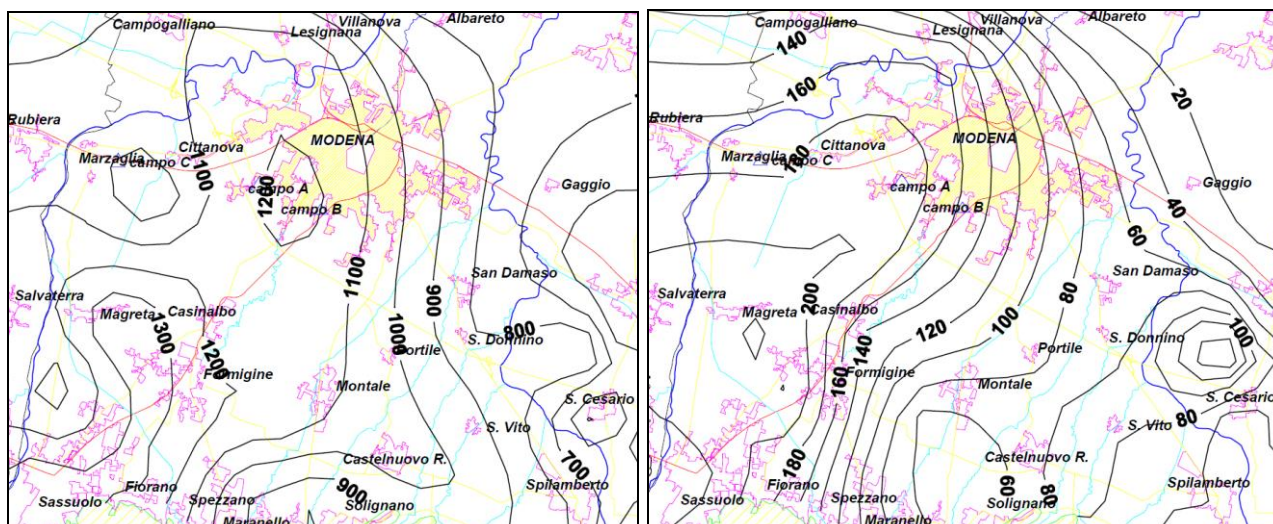 Campogalliano
Villanova
Albareto
Lesignana
Rubiera
MODENA
Cittanova
Marzaglia
campo C
1100
Gaggio
campo A
1200
campo B
San Damaso
1100
900
Salvaterra
Magreta
Casinalbo
1300
1200
1000
800
S. Donnino
Portile
Formigine
Montale
S. Cesario
S. Vito
Castelnuovo R.
700
Sassuolo
Fiorano
Spezzano
900
Solignano
Spilamberto
Maranello
Campogalliano
Villanova
Albareto
140
Lesignana
160
20
Rubiera
MODENA
Cittanova
Marzaglia
campo C
180
Gaggio
campo A
40
campo B
60
San Damaso
80
Salvaterra
200
Magreta
Casinalbo
100
120
140
S. Donnino
100
Portile
160
Formigine
Montale
S. Cesario
80
S. Vito
180
Castelnuovo R.
Sassuolo
Fiorano
Spezzano
60
80
Solignano
Spilamberto
Maranello